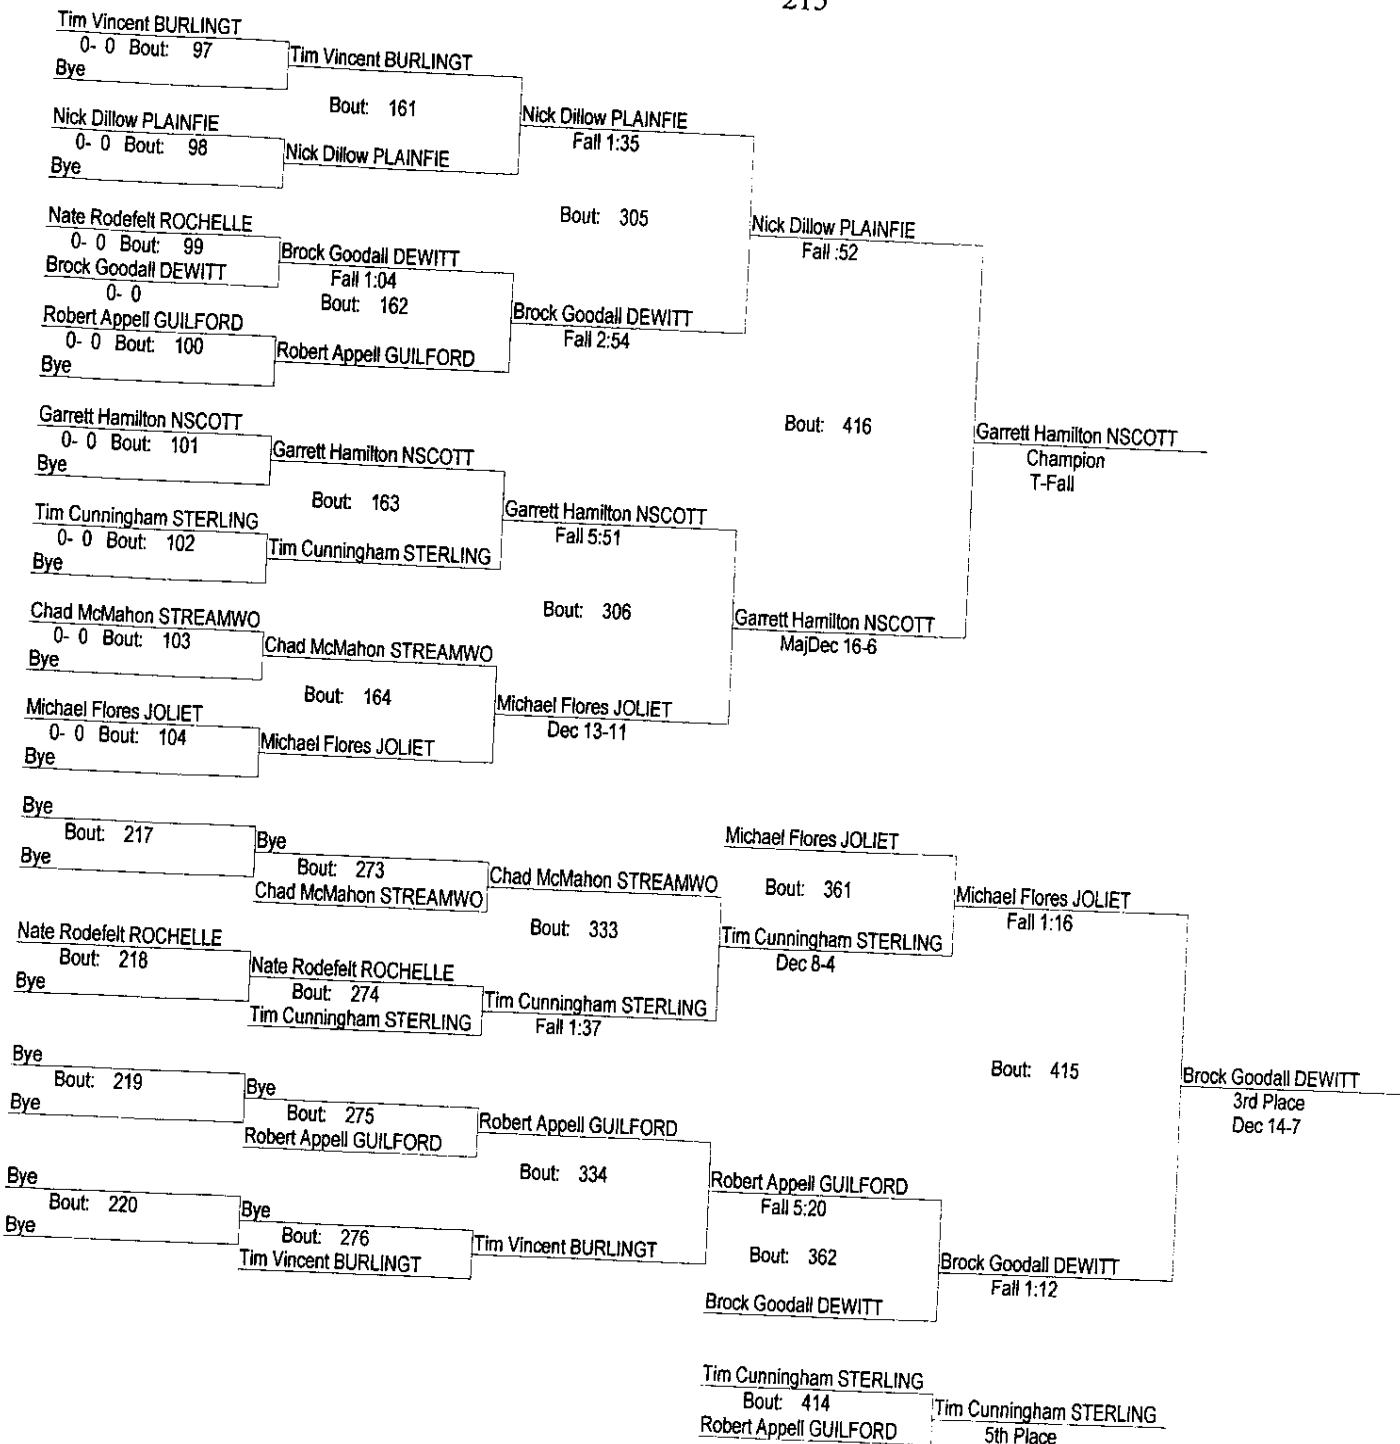 215
Tim Vincent BURLINGT
0- 0 Bout: 97
Bye
Tim Vincent BURLINGT
Bout: 161
Nick Dillow PLAINFIE
0- 0 Bout: 98
Bye
Nick Dillow PLAINFIE
Nick Dillow PLAINFIE
Fall 1:35
Bout: 305
Nate Rodefelt ROCHELLE
0- 0 Bout: 99
Brock Goodall DEWITT
0- 0
Brock Goodall DEWITT
Fall 1:04
Bout: 162
Robert Appell GUILFORD
0- 0 Bout: 100
Bye
Robert Appell GUILFORD
Brock Goodall DEWITT
Fall 2:54
Nick Dillow PLAINFIE
Fall :52
Bout: 416
Garrett Hamilton NSCOTT
0- 0 Bout: 101
Bye
Garrett Hamilton NSCOTT
Bout: 163
Tim Cunningham STERLING
0- 0 Bout: 102
Bye
Tim Cunningham STERLING
Garrett Hamilton NSCOTT
Fall 5:51
Bout: 306
Chad McMahon STREAMWO
0- 0 Bout: 103
Bye
Chad McMahon STREAMWO
Bout: 164
Michael Flores JOLIET
0- 0 Bout: 104
Bye
Michael Flores JOLIET
Michael Flores JOLIET
Dec 13-11
Garrett Hamilton NSCOTT
MajDec 16-6
Garrett Hamilton NSCOTT
Champion
T-Fall
Bye
Bout: 217
Bye
Bye
Bout: 273
Chad McMahon STREAMWO
Chad McMahon STREAMWO
Bout: 333
Nate Rodefelt ROCHELLE
Bout: 218
Bye
Nate Rodefelt ROCHELLE
Bout: 274
Tim Cunningham STERLING
Tim Cunningham STERLING
Fall 1:37
Michael Flores JOLIET
Bout: 361
Tim Cunningham STERLING
Dec 8-4
Michael Flores JOLIET
Fall 1:16
Bout: 415
Bye
Bout: 219
Bye
Bye
Bout: 275
Robert Appell GUILFORD
Robert Appell GUILFORD
Bout: 334
Bye
Bout: 220
Bye
Bye
Bout: 276
Tim Vincent BURLINGT
Tim Vincent BURLINGT
Robert Appell GUILFORD
Fall 5:20
Bout: 362
Brock Goodall DEWITT
Brock Goodall DEWITT
Fall 1:12
Brock Goodall DEWITT
3rd Place
Dec 14-7
Tim Cunningham STERLING
Bout: 414
Robert Appell GUILFORD
Tim Cunningham STERLING
5th Place